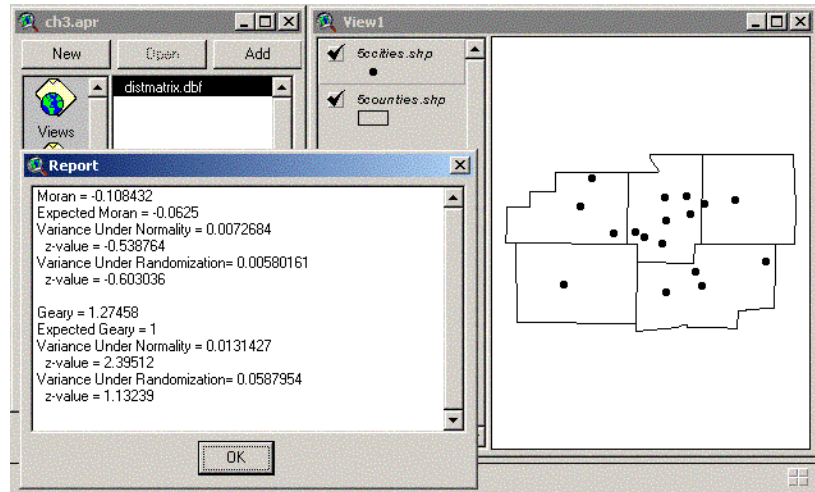 ch3.apr
New Open Add
distmatrix.dbf
Views
View1
5ccities.shp
5counties.shp
Report
Moran = -0.108432
Expected Moran = -0.0625
Variance Under Normality = 0.0072684
z-value = -0.538764
Variance Under Randomization= 0.00580161
z-value = -0.603036
Geary = 1.27458
Expected Geary = 1
Variance Under Normality = 0.0131427
z-value = 2.39512
Variance Under Randomization= 0.0587954
z-value = 1.13239
OK